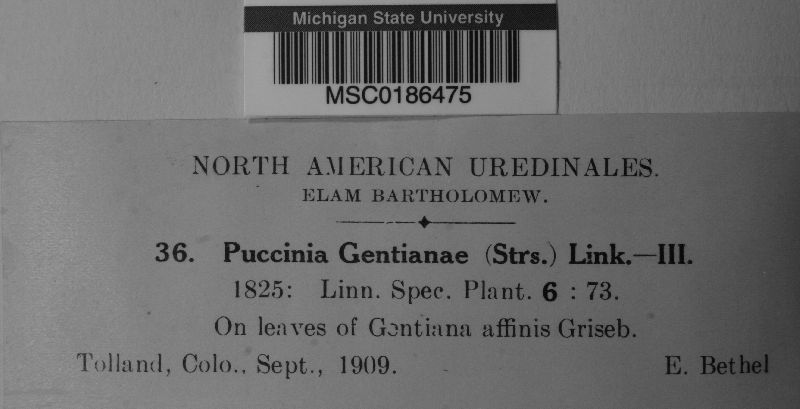 Michigan State University
MSC0186475
NORTH AMERICAN UREDINALES.
ELAM BARTHOLOMEW.
36. Puccinia Gentianae (Strs.) Link.—III.
1825: Linn. Spec. Plant. 6 : 73.
On leaves of Gentiana affinis Griseb.
Tolland, Colo., Sept., 1909. E. Bethel